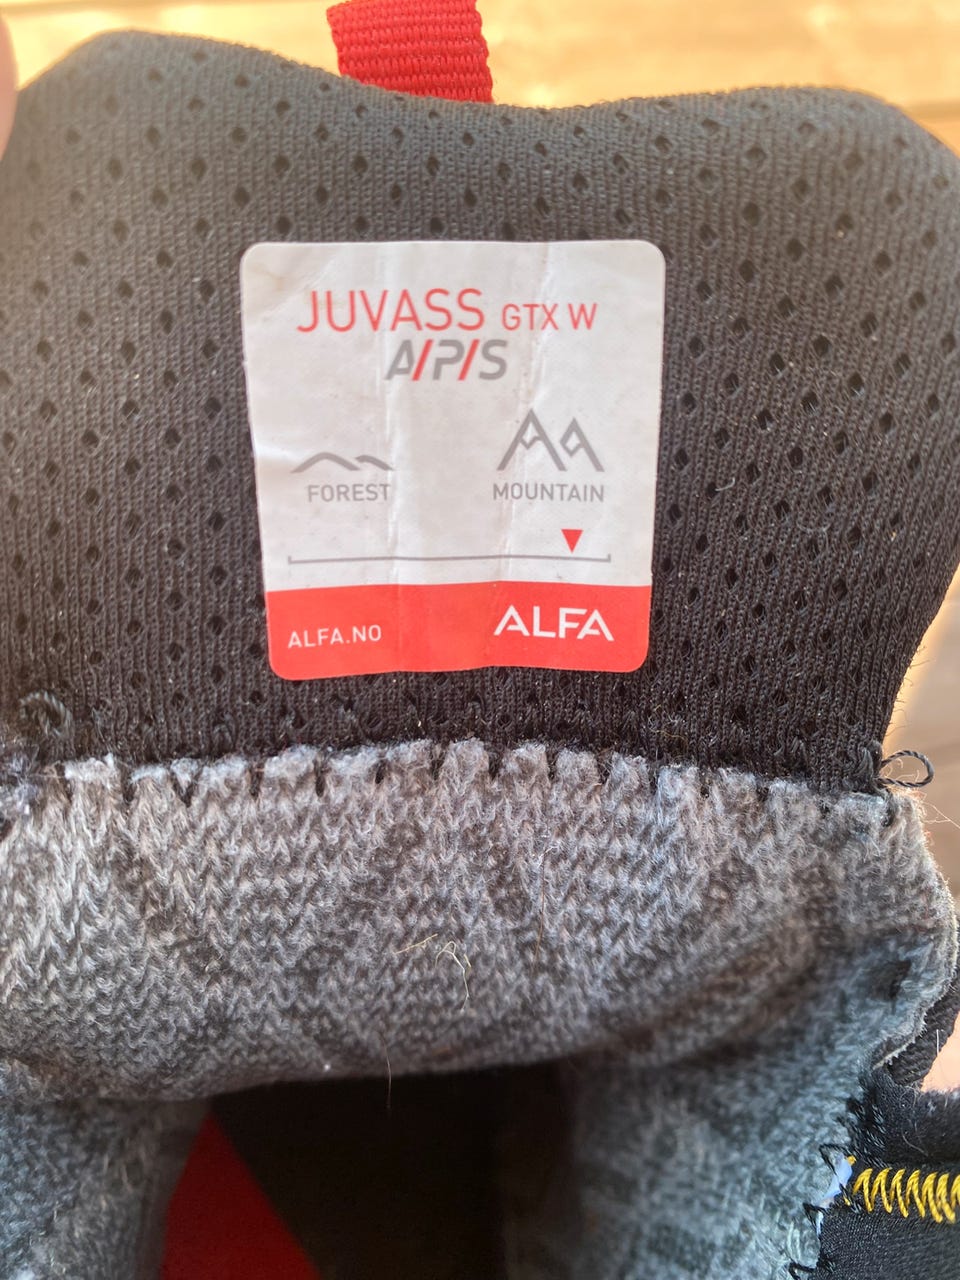 JUVASS GTX W
A/P/S
FOREST MOUNTAIN
ALFA.NO ALFA